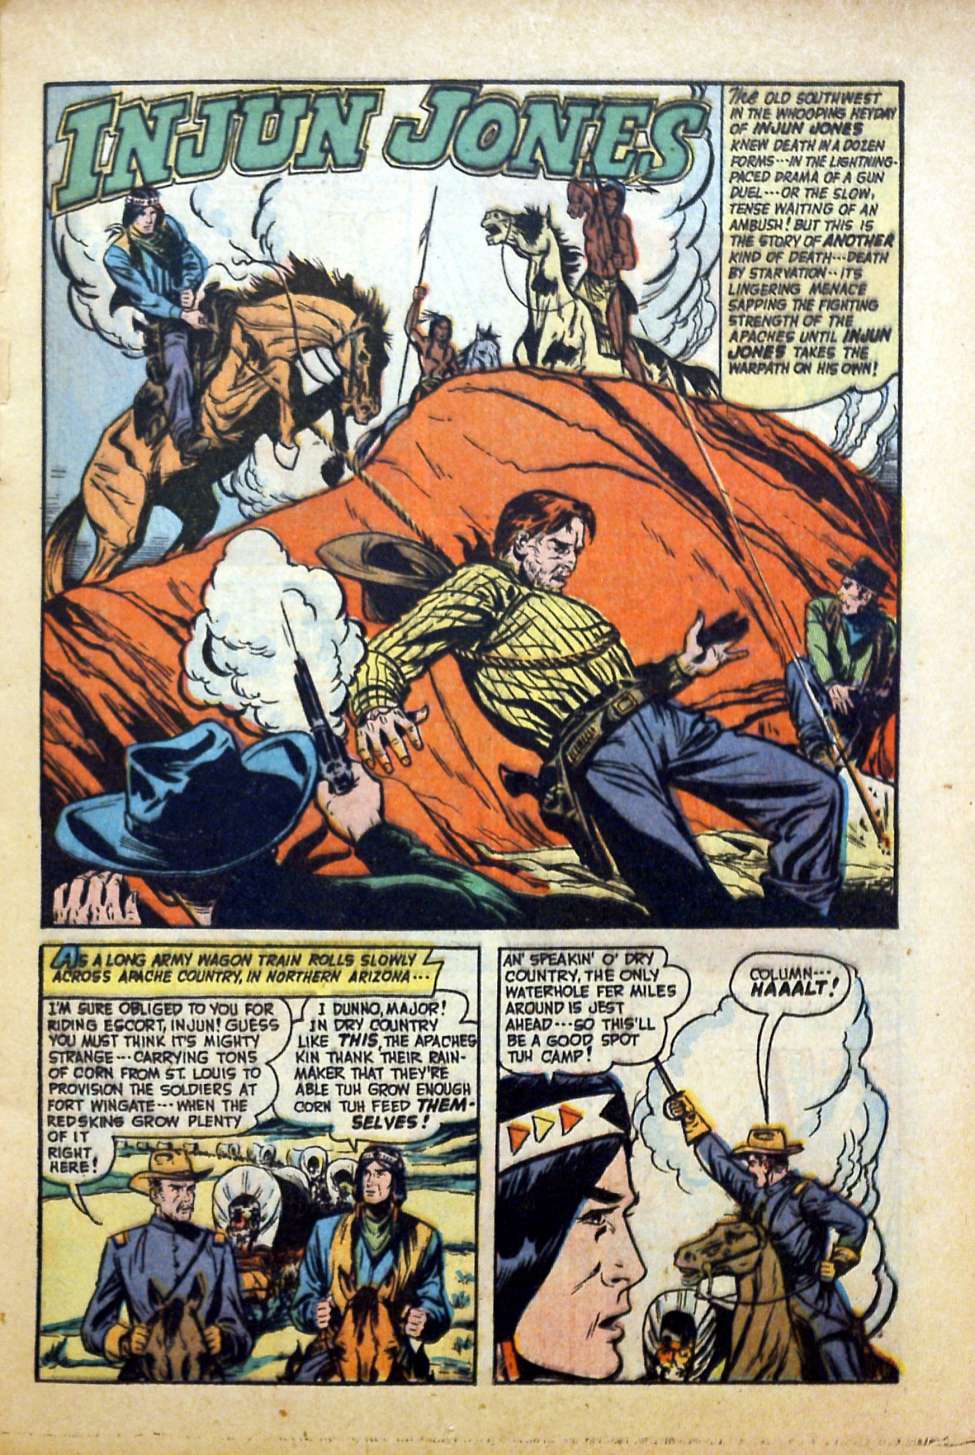 INJUN JONES
The OLD SOUTHWEST
IN THE WHOOPING HEYDAY
OF INJUN JONES
KNEW DEATH IN A DOZEN
FORMS---IN THE LIGHTNING-
PACED DRAMA OF A GUN
DUEL---OR THE SLOW,
TENSE WAITING OF AN
AMBUSH! BUT THIS IS
THE STORY OF ANOTHER
KIND OF DEATH---DEATH
BY STARVATION--ITS
LINGERING MENACE
SAPPING THE FIGHTING
STRENGTH OF THE
APACHES UNTIL INJUN
JONES TAKES THE
WARPATH ON HIS OWN!
AS A LONG ARMY WAGON TRAIN ROLLS SLOWLY
ACROSS APACHE COUNTRY, IN NORTHERN ARIZONA---
I'M SURE OBLIGED TO YOU FOR
RIDING ESCORT, INJUN! GUESS
YOU MUST THINK IT'S MIGHTY
STRANGE---CARRYING TONS
OF CORN FROM ST. LOUIS TO
PROVISION THE SOLDIERS AT
FORT WINGATE---WHEN THE
REDSKINS GROW PLENTY
OF IT
RIGHT
HERE!
I DUNNO, MAJOR!
IN DRY COUNTRY
LIKE THIS, THE APACHES
KIN THANK THEIR RAIN-
MAKER THAT THEY'RE
ABLE TUH GROW ENOUGH
CORN TUH FEED THEM-
SELVES!
AN' SPEAKIN' O' DRY
COUNTRY, THE ONLY
WATERHOLE FER MILES
AROUND IS JEST
AHEAD---SO THIS'LL
BE A GOOD SPOT
TUH CAMP!
COLUMN---
HAAALT!